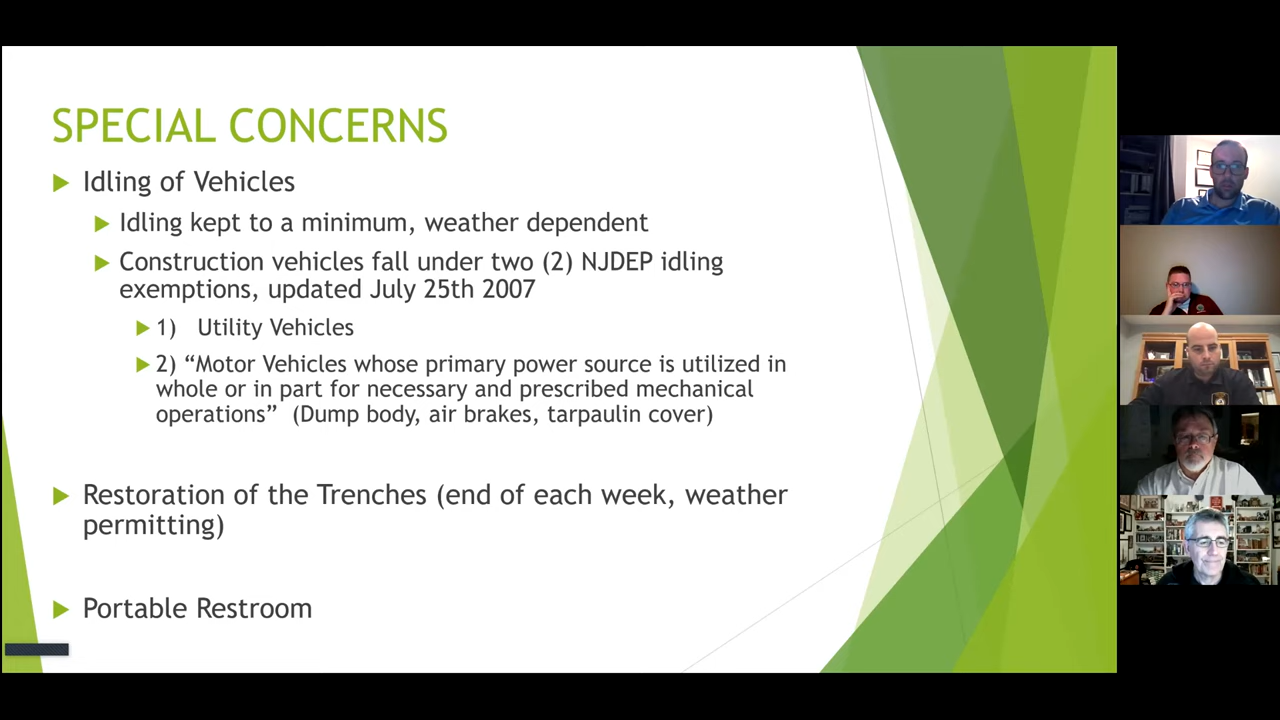 SPECIAL CONCERNS
Idling of Vehicles
Idling kept to a minimum, weather dependent
Construction vehicles fall under two (2) NJDEP idling
exemptions, updated July 25th 2007
1) Utility Vehicles
2) “Motor Vehicles whose primary power source is utilized in
whole or in part for necessary and prescribed mechanical
operations” (Dump body, air brakes, tarpaulin cover)
Restoration of the Trenches (end of each week, weather
permitting)
Portable Restroom